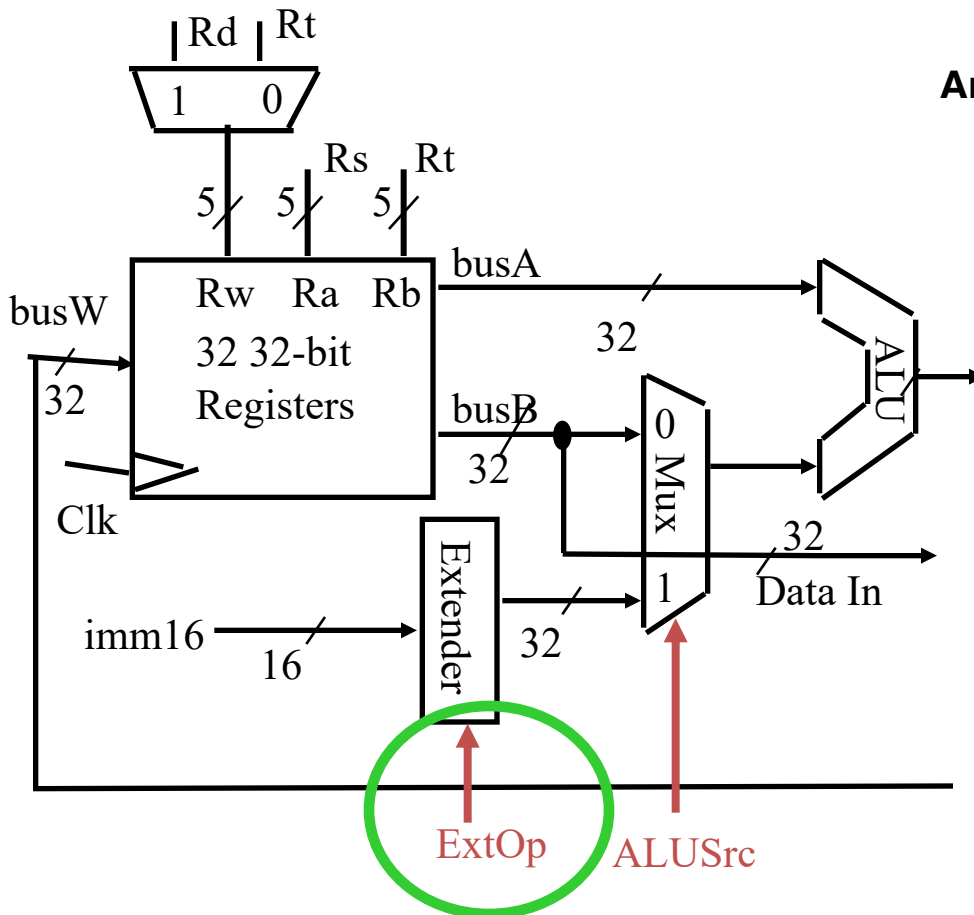 Rd Rt
1 0
Ar
Rs Rt
5 5 5
busA
Rw Ra Rb
busW
32 32-bit
32
ALU
32
Registers
busB
0
Mux
32
Clk
32
Extender
1
Data In
imm16
32
16
ExtOp
ALUSrc